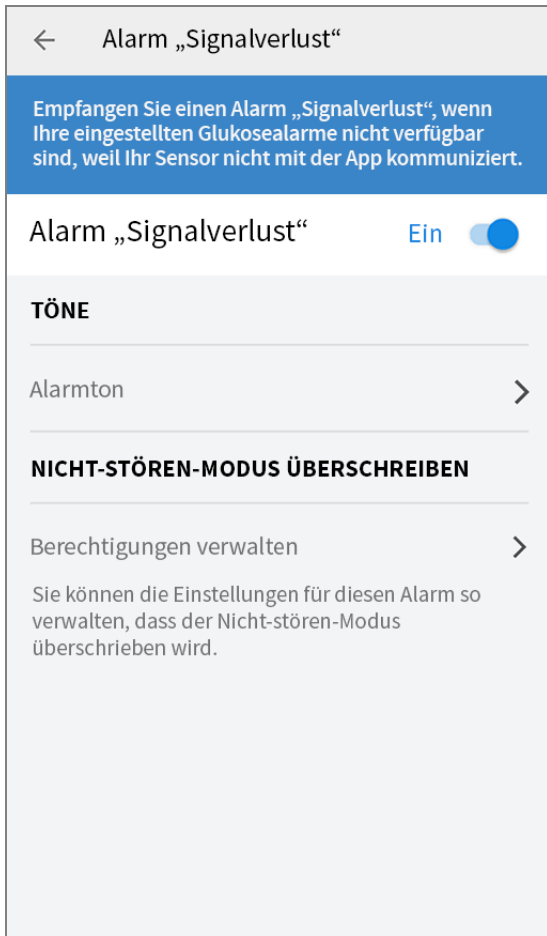 Alarm „Signalverlust“
Empfangen Sie einen Alarm „Signalverlust“, wenn
Ihre eingestellten Glukosealarme nicht verfügbar
sind, weil Ihr Sensor nicht mit der App kommuniziert.
Alarm „Signalverlust“ Ein
TÖNE
Alarmton
NICHT-STÖREN-MODUS ÜBERSCHREIBEN
Berechtigungen verwalten
Sie können die Einstellungen für diesen Alarm so
verwalten, dass der Nicht-stören-Modus
überschrieben wird.